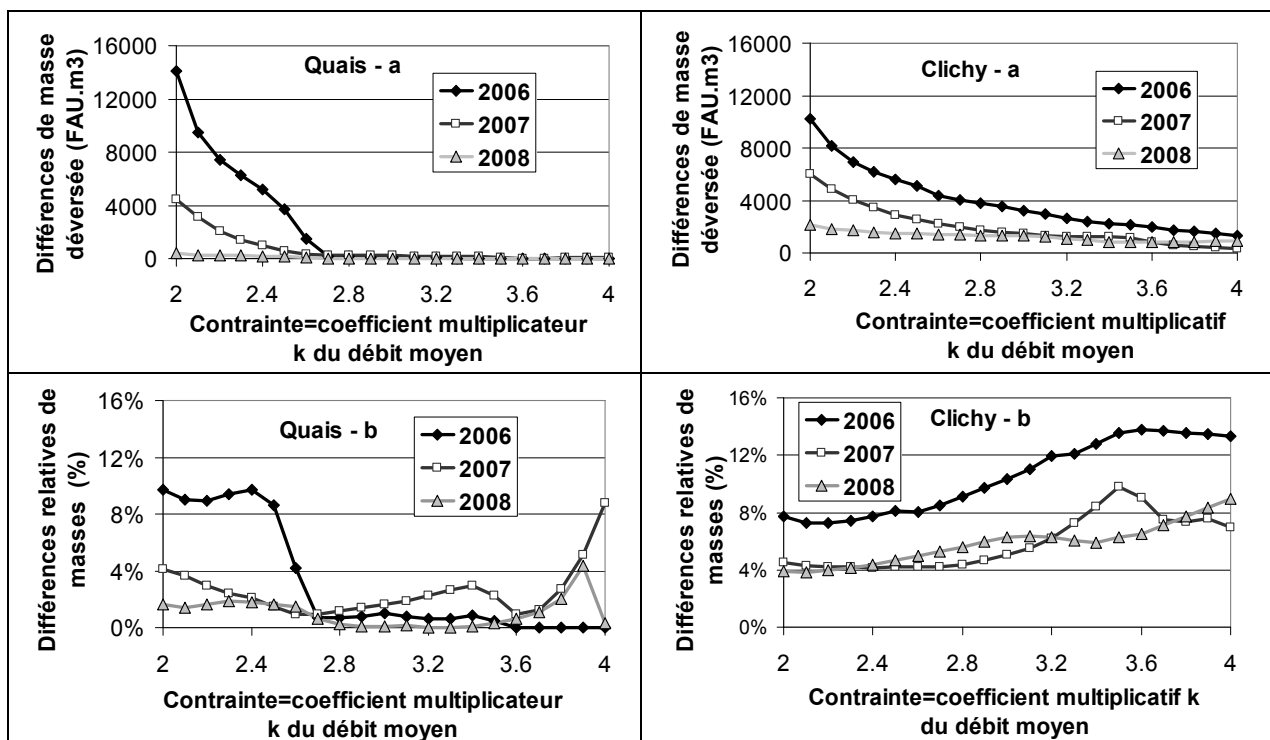 Différences de masse
déversée (FAU.m3)
16000
12000
8000
4000
0
Quais - a
2006
2007
2008
2 2.4 2.8 3.2 3.6 4
Contrainte=coefficient multiplicateur
k du débit moyen
Différences de masse
déversée (FAU.m3)
16000
12000
8000
4000
0
Clichy - a
2006
2007
2008
2 2.4 2.8 3.2 3.6 4
Contrainte=coefficient multiplicatif
k du débit moyen
Différences relatives de
masses (%)
16%
12%
8%
4%
0%
Quais - b
2006
2007
2008
2 2.4 2.8 3.2 3.6 4
Contrainte=coefficient multiplicateur
k du débit moyen
Différences relatives de
masses (%)
16%
12%
8%
4%
0%
Clichy - b
2006
2007
2008
2 2.4 2.8 3.2 3.6 4
Contrainte=coefficient multiplicatif k
du débit moyen